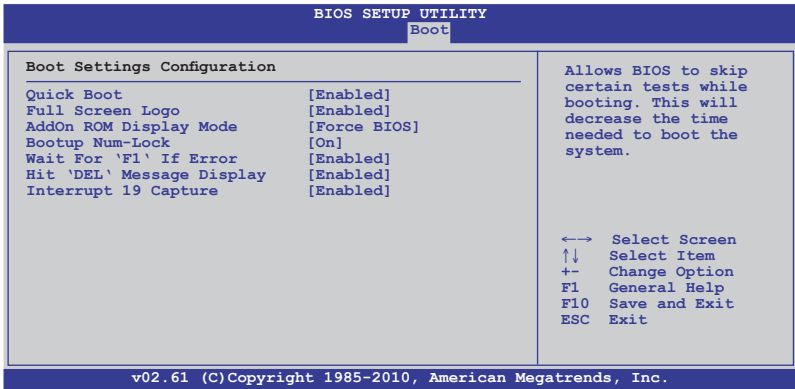 BIOS SETUP UTILITY
Boot
Boot Settings Configuration
Quick Boot [Enabled]
Full Screen Logo [Enabled]
AddOn ROM Display Mode [Force BIOS]
Bootup Num-Lock [On]
Wait For ‘F1‘ If Error [Enabled]
Hit ‘DEL‘ Message Display [Enabled]
Interrupt 19 Capture [Enabled]
Allows BIOS to skip
certain tests while
booting. This will
decrease the time
needed to boot the
system.
←→ Select Screen
↑↓ Select Item
+- Change Option
F1 General Help
F10 Save and Exit
ESC Exit
v02.61 (C)Copyright 1985-2010, American Megatrends, Inc.